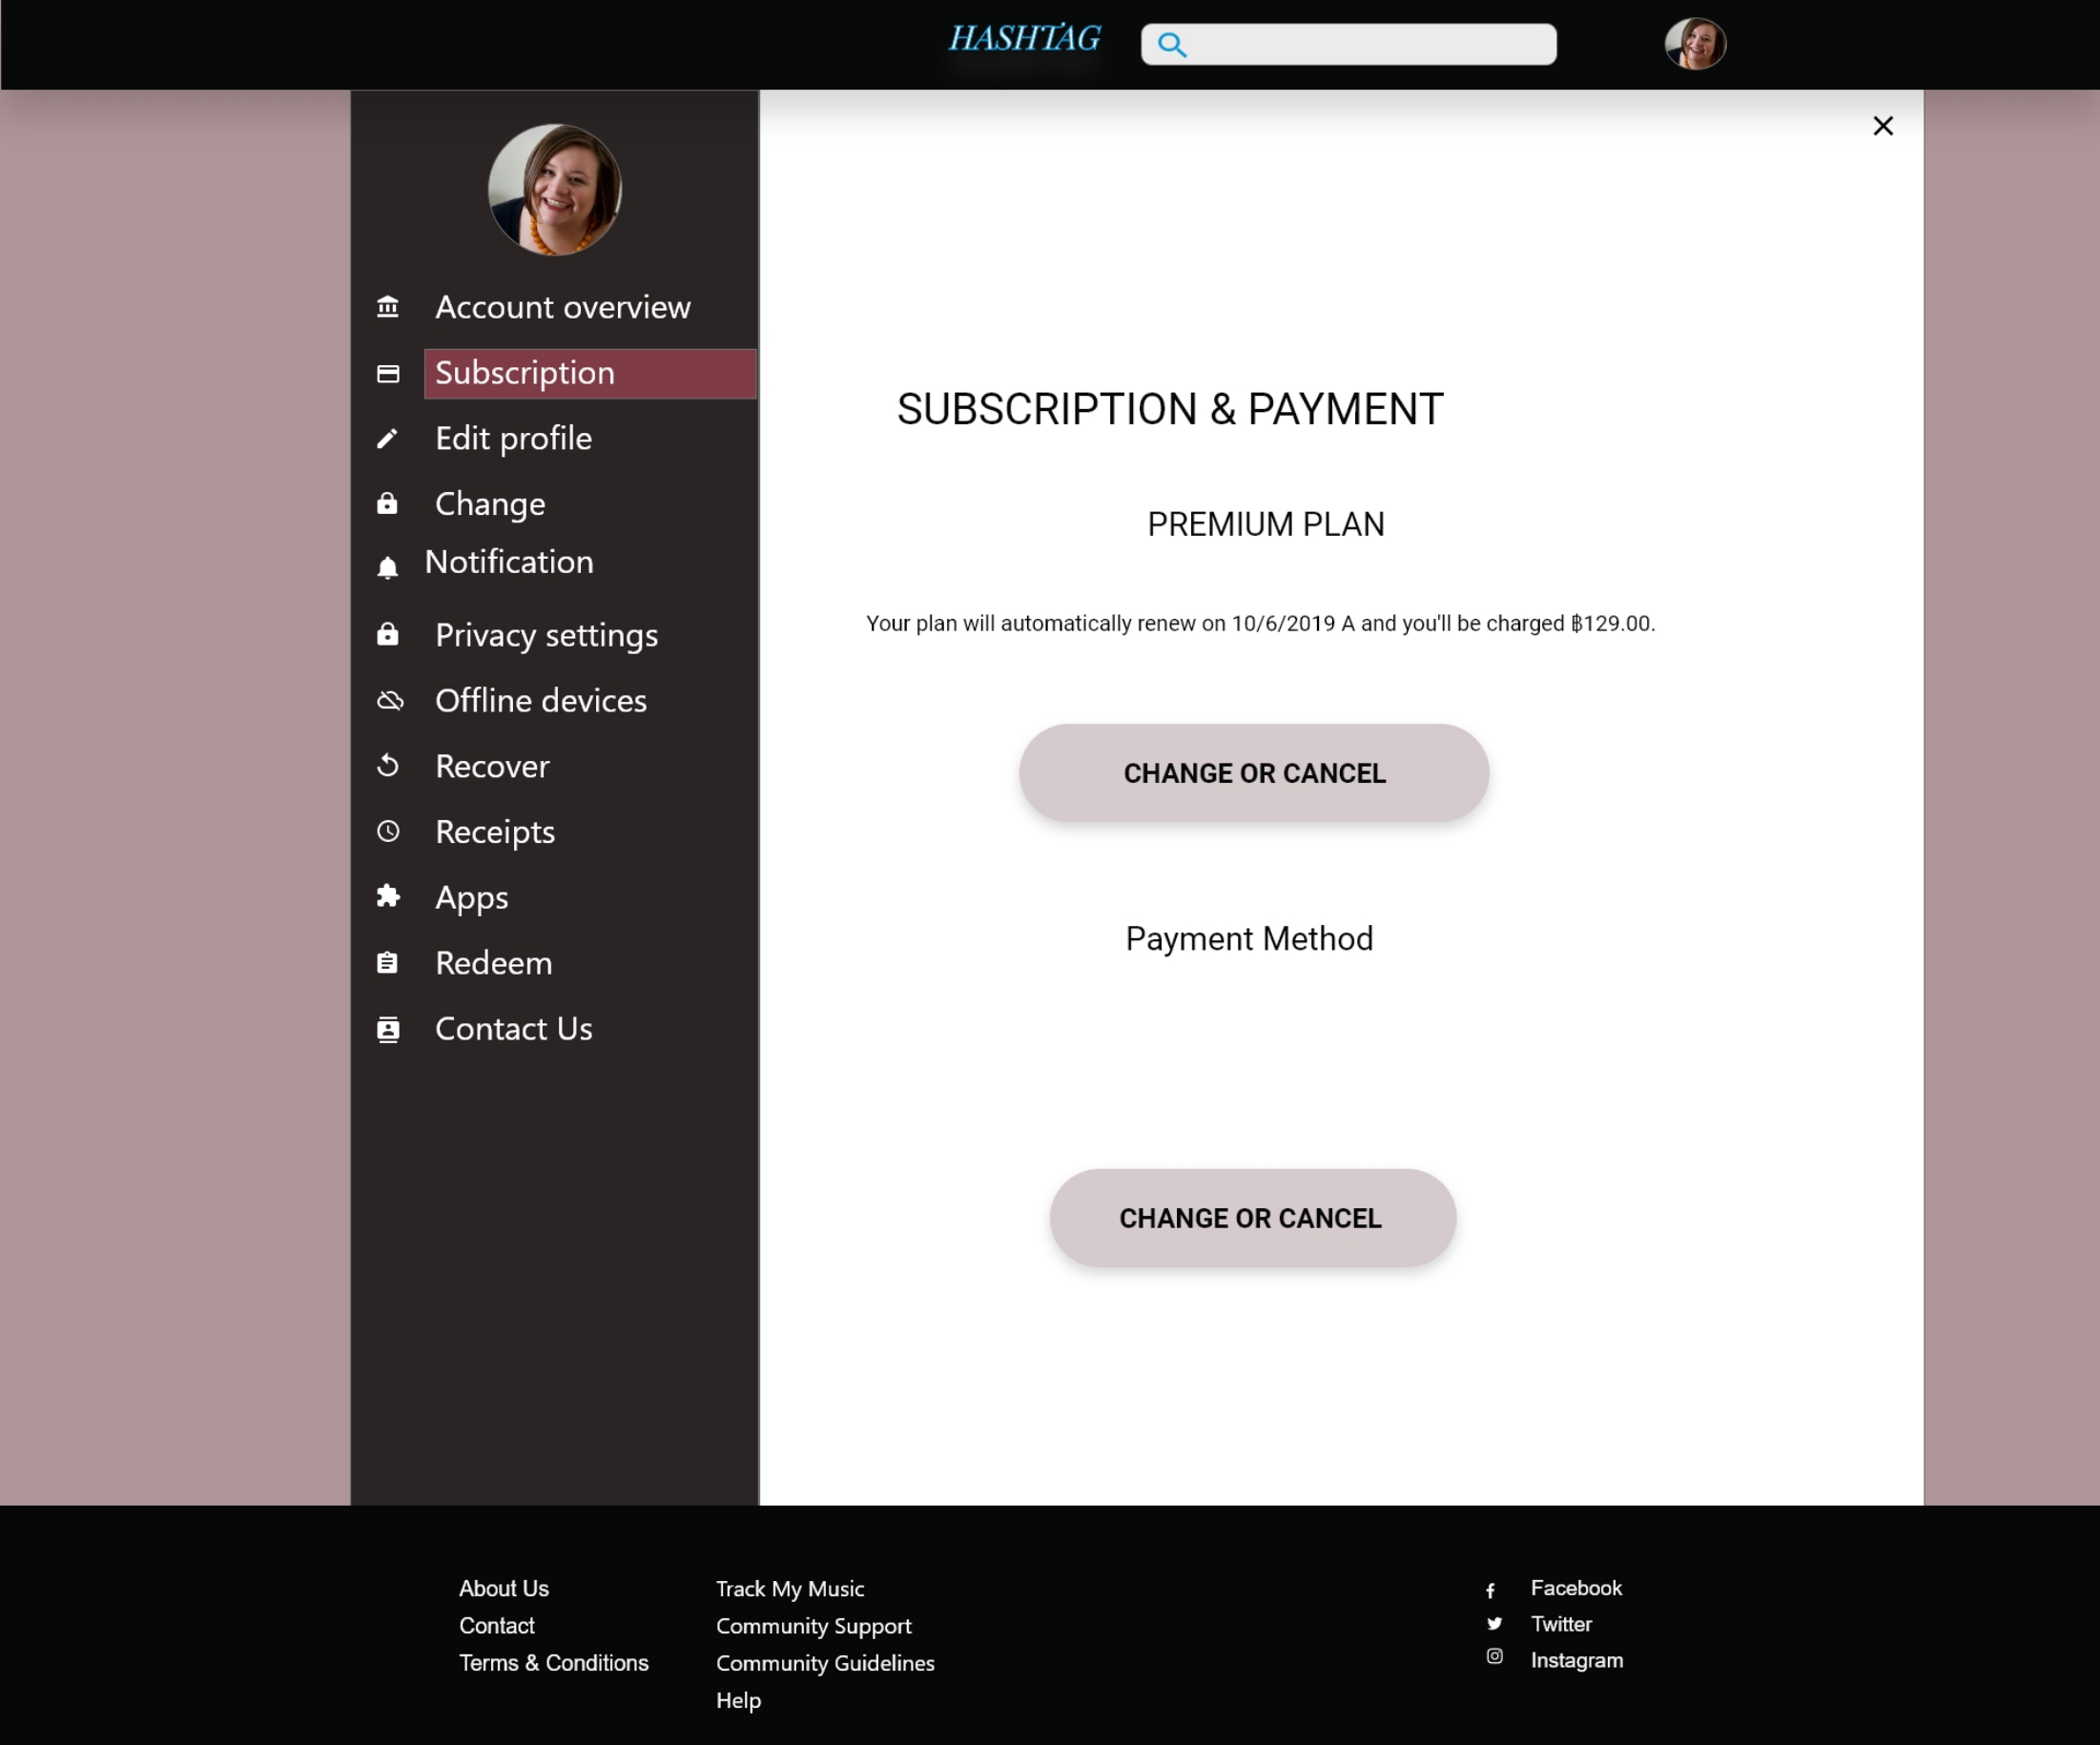 HASHTAG
Account overview
Subscription
Edit profile
Change
Notification
Privacy settings
Offline devices
Recover
Receipts
Apps
Redeem
Contact Us
SUBSCRIPTION & PAYMENT
PREMIUM PLAN
Your plan will automatically renew on 10/6/2019 A and you'll be charged ฿129.00.
CHANGE OR CANCEL
Payment Method
CHANGE OR CANCEL
About Us
Contact
Terms & Conditions
Track My Music
Community Support
Community Guidelines
Help
Facebook
Twitter
Instagram